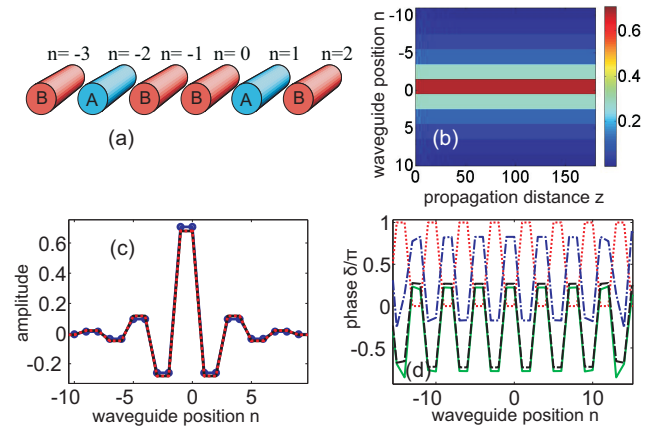 n= -3 n= -2 n= -1 n= 0 n=1 n=2
B A B B A B
(a)
waveguide position n
-10
-5
0
5
10
(b)
0 50 100 150
propagation distance z
0.6
0.4
0.2
amplitude
0.6
0.4
0.2
0
-0.2
(c)
-10 -5 0 5
waveguide position n
phase δ/π
1
0.5
0
-0.5
(d)
-10 0 10
waveguide position n